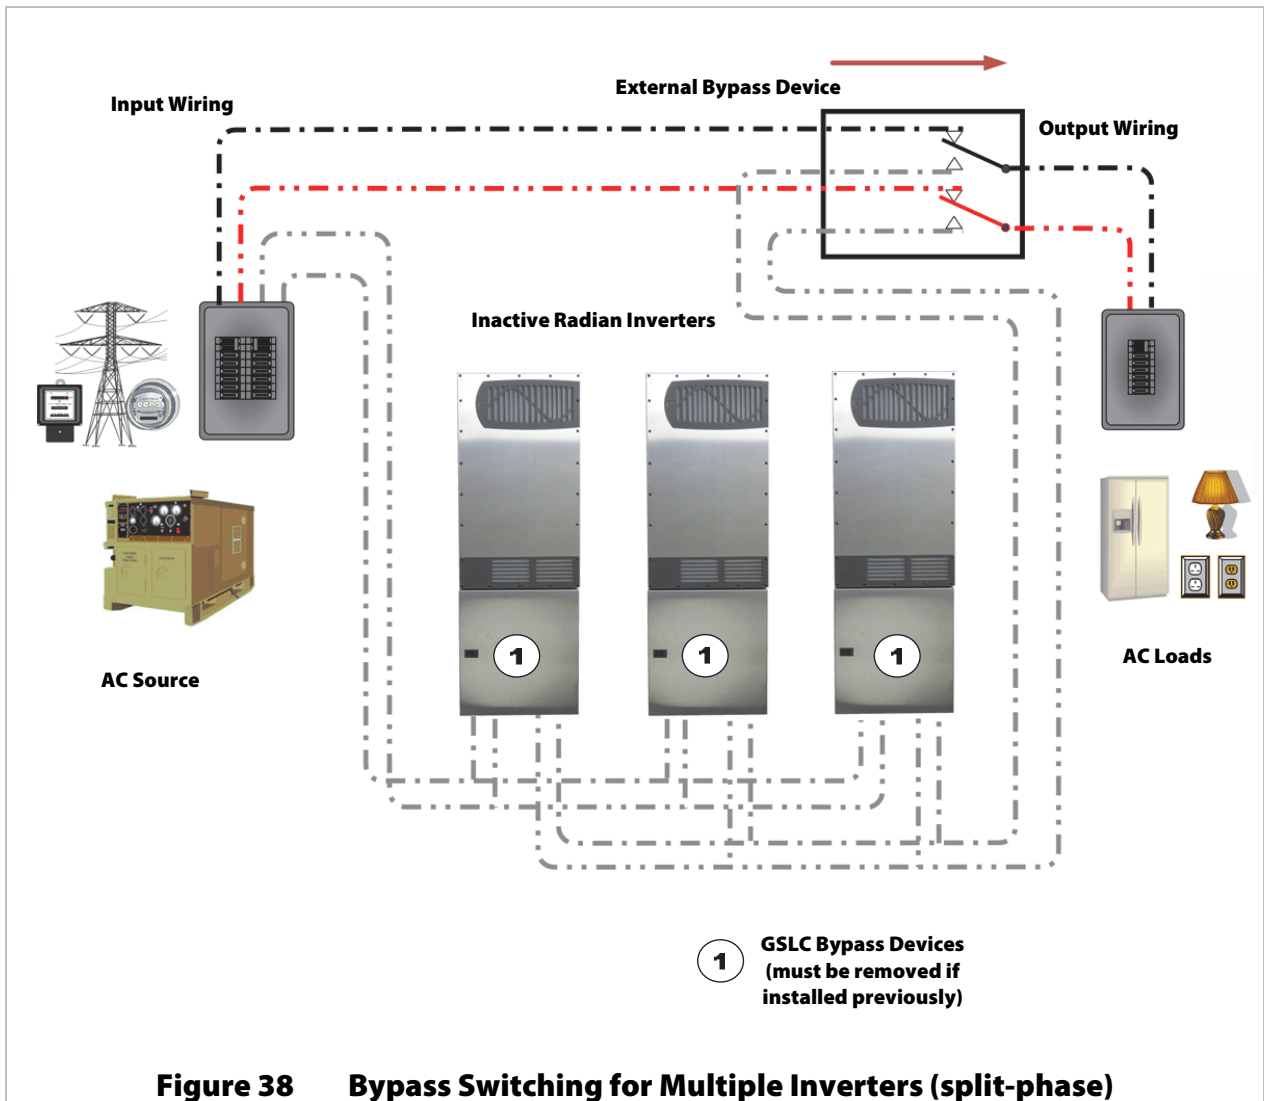 External Bypass Device
Input Wiring
Output Wiring
Inactive Radian Inverters
1
1
1
AC Source
AC Loads
1
GSLC Bypass Devices
(must be removed if
installed previously)
Figure 38 Bypass Switching for Multiple Inverters (split-phase)